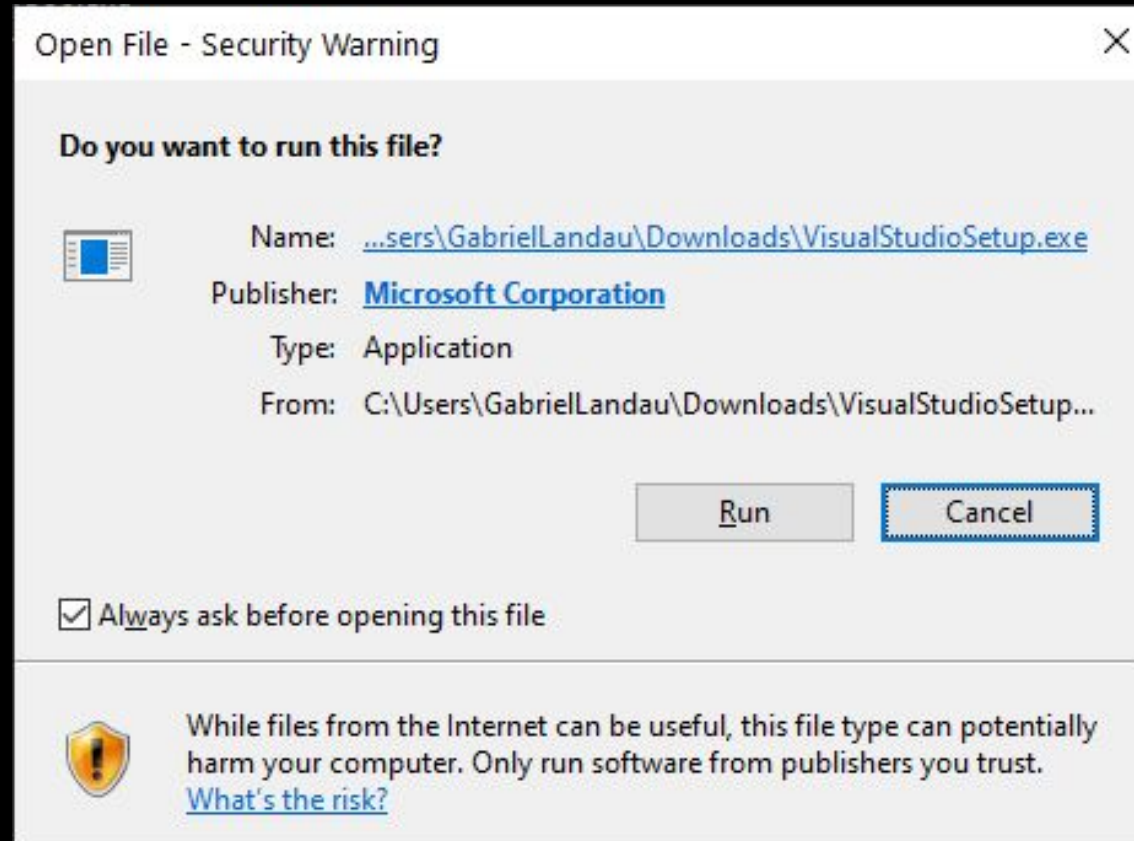 Open File - Security Warning
Do you want to run this file?
Name: ...sers\GabrielLandau\Downloads\VisualStudioSetup.exe
Publisher: Microsoft Corporation
Type: Application
From: C:\Users\GabrielLandau\Downloads\VisualStudioSetup...
Run Cancel
Always ask before opening this file
While files from the Internet can be useful, this file type can potentially
harm your computer. Only run software from publishers you trust.
What's the risk?